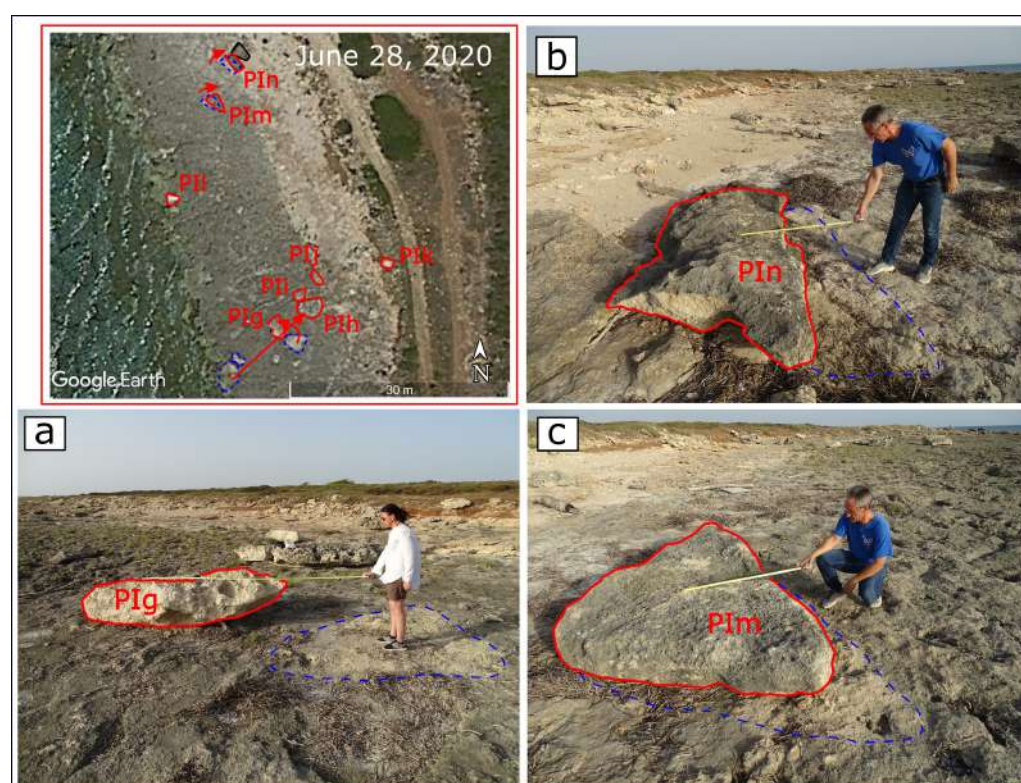 June 28, 2020
PIn
PIm
PIl
PIj
PIk
PIi
PIg
PIh
Google Earth
30 m
N
b
PIn
a
PIg
c
PIm